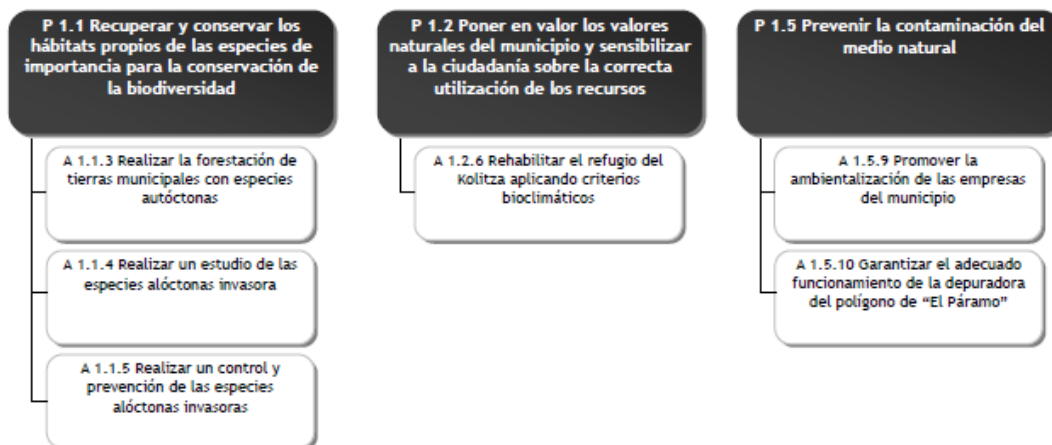 P 1.1 Recuperar y conservar los
hábitats propios de las especies de
importancia para la conservación de
la biodiversidad
A 1.1.3 Realizar la forestación de
tierras municipales con especies
autóctonas
A 1.1.4 Realizar un estudio de las
especies alóctonas invasora
A 1.1.5 Realizar un control y
prevención de las especies
alóctonas invasoras
P 1.2 Poner en valor los valores
naturales del municipio y sensibilizar
a la ciudadanía sobre la correcta
utilización de los recursos
A 1.2.6 Rehabilitar el refugio del
Kolitza aplicando criterios
bioclimáticos
P 1.5 Prevenir la contaminación del
medio natural
A 1.5.9 Promover la
ambientalización de las empresas
del municipio
A 1.5.10 Garantizar el adecuado
funcionamiento de la depuradora
del polígono de “El Páramo”